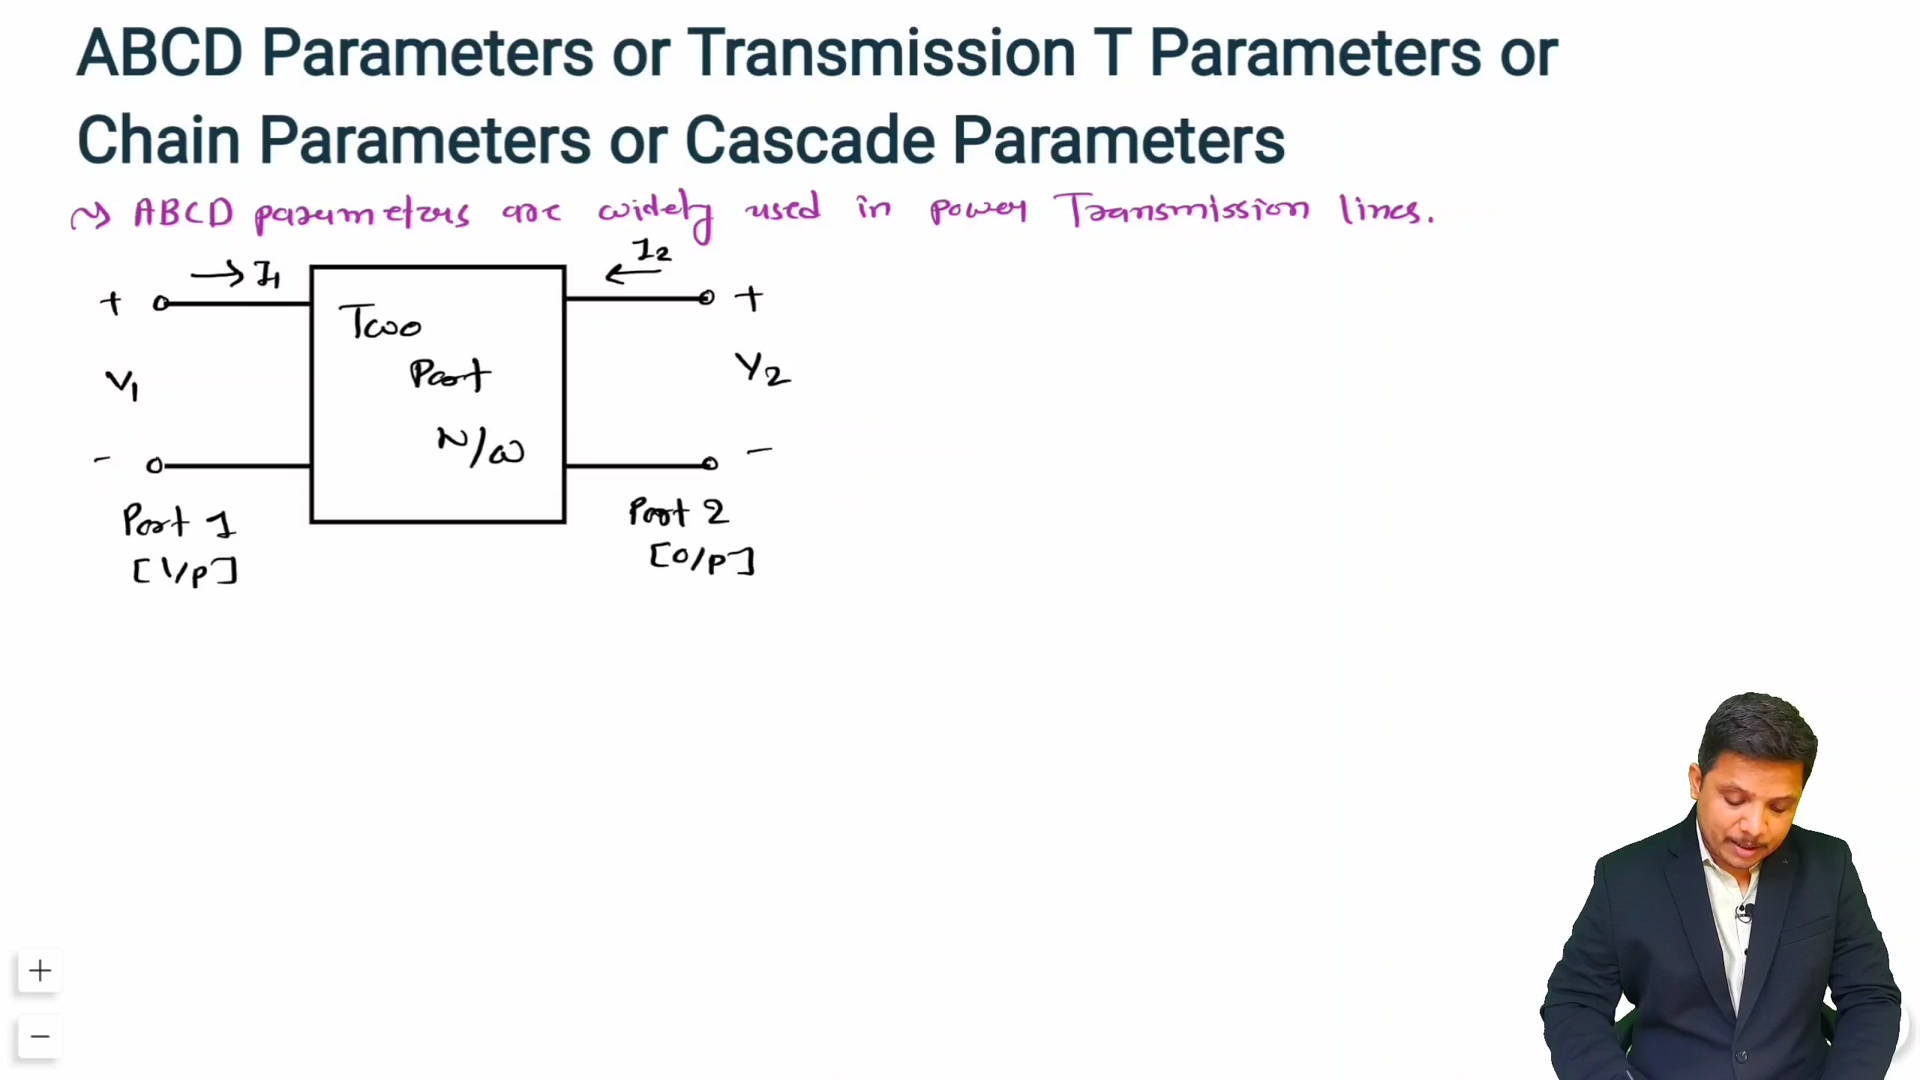 ABCD Parameters or Transmission T Parameters or
Chain Parameters or Cascade Parameters
~> ABCD parameters are widely used in power Transmission lines.
→ I1
I2 ←
+
+
Two
Port
N/W
V1
V2
-
-
Port 1
[I/P]
Port 2
[O/P]
+
−